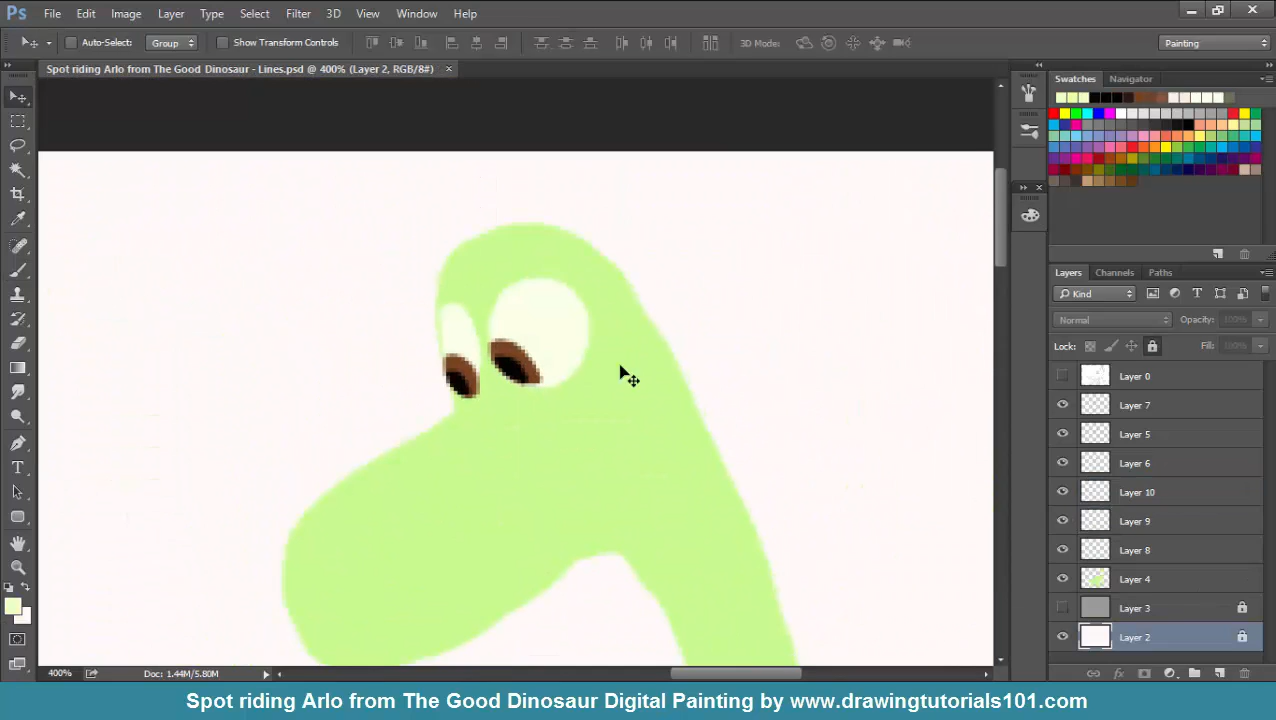 Ps File Edit Image Layer Type Select Filter 3D View Window Help
Auto-Select: Group Show Transform Controls 3D Mode: Painting
Spot riding Arlo from The Good Dinosaur - Lines.psd @ 400% (Layer 2, RGB/8#) ×
Swatches Navigator
Layers Channels Paths
Kind
Normal Opacity: 100%
Lock: Fill: 100%
Layer 0
Layer 7
Layer 5
Layer 6
Layer 10
Layer 9
Layer 8
Layer 4
Layer 3
Layer 2
400% Doc: 1.44M/5.80M
Spot riding Arlo from The Good Dinosaur Digital Painting by www.drawingtutorials101.com